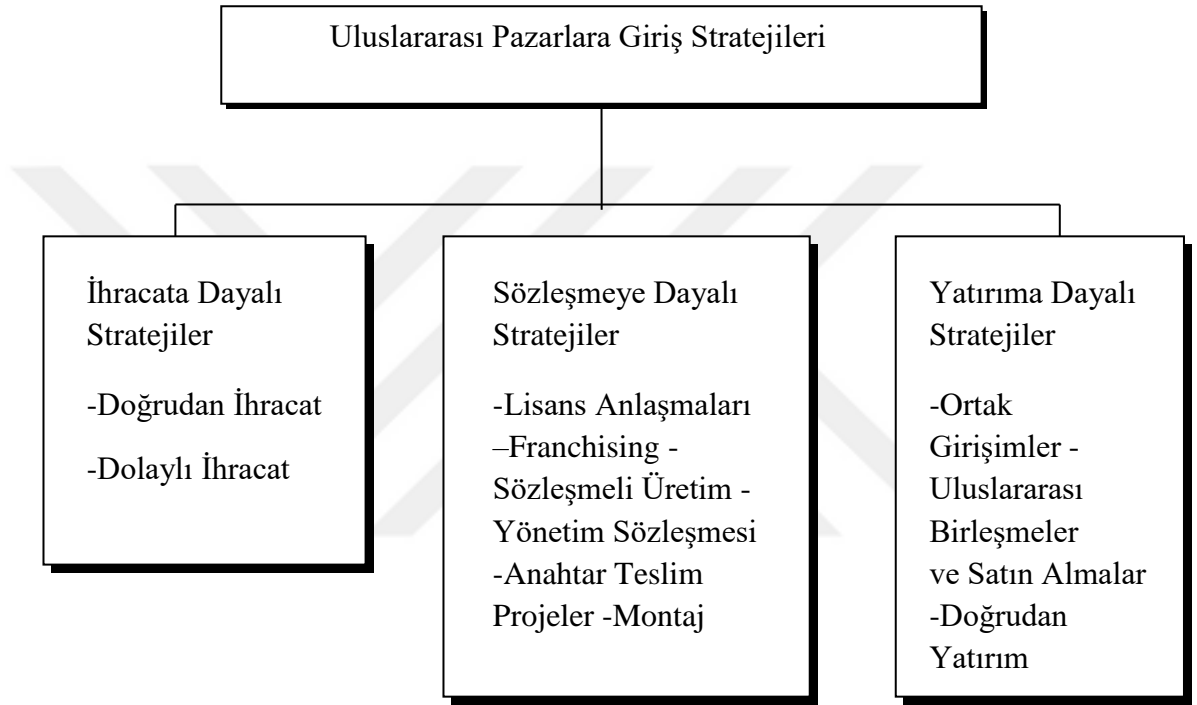 Uluslararası Pazarlara Giriş Stratejileri
İhracata Dayalı
Stratejiler
-Doğrudan İhracat
-Dolaylı İhracat
Sözleşmeye Dayalı
Stratejiler
-Lisans Anlaşmaları
–Franchising -
Sözleşmeli Üretim -
Yönetim Sözleşmesi
-Anahtar Teslim
Projeler -Montaj
Yatırıma Dayalı
Stratejiler
-Ortak
Girişimler -
Uluslararası
Birleşmeler
ve Satın Almalar
-Doğrudan
Yatırım